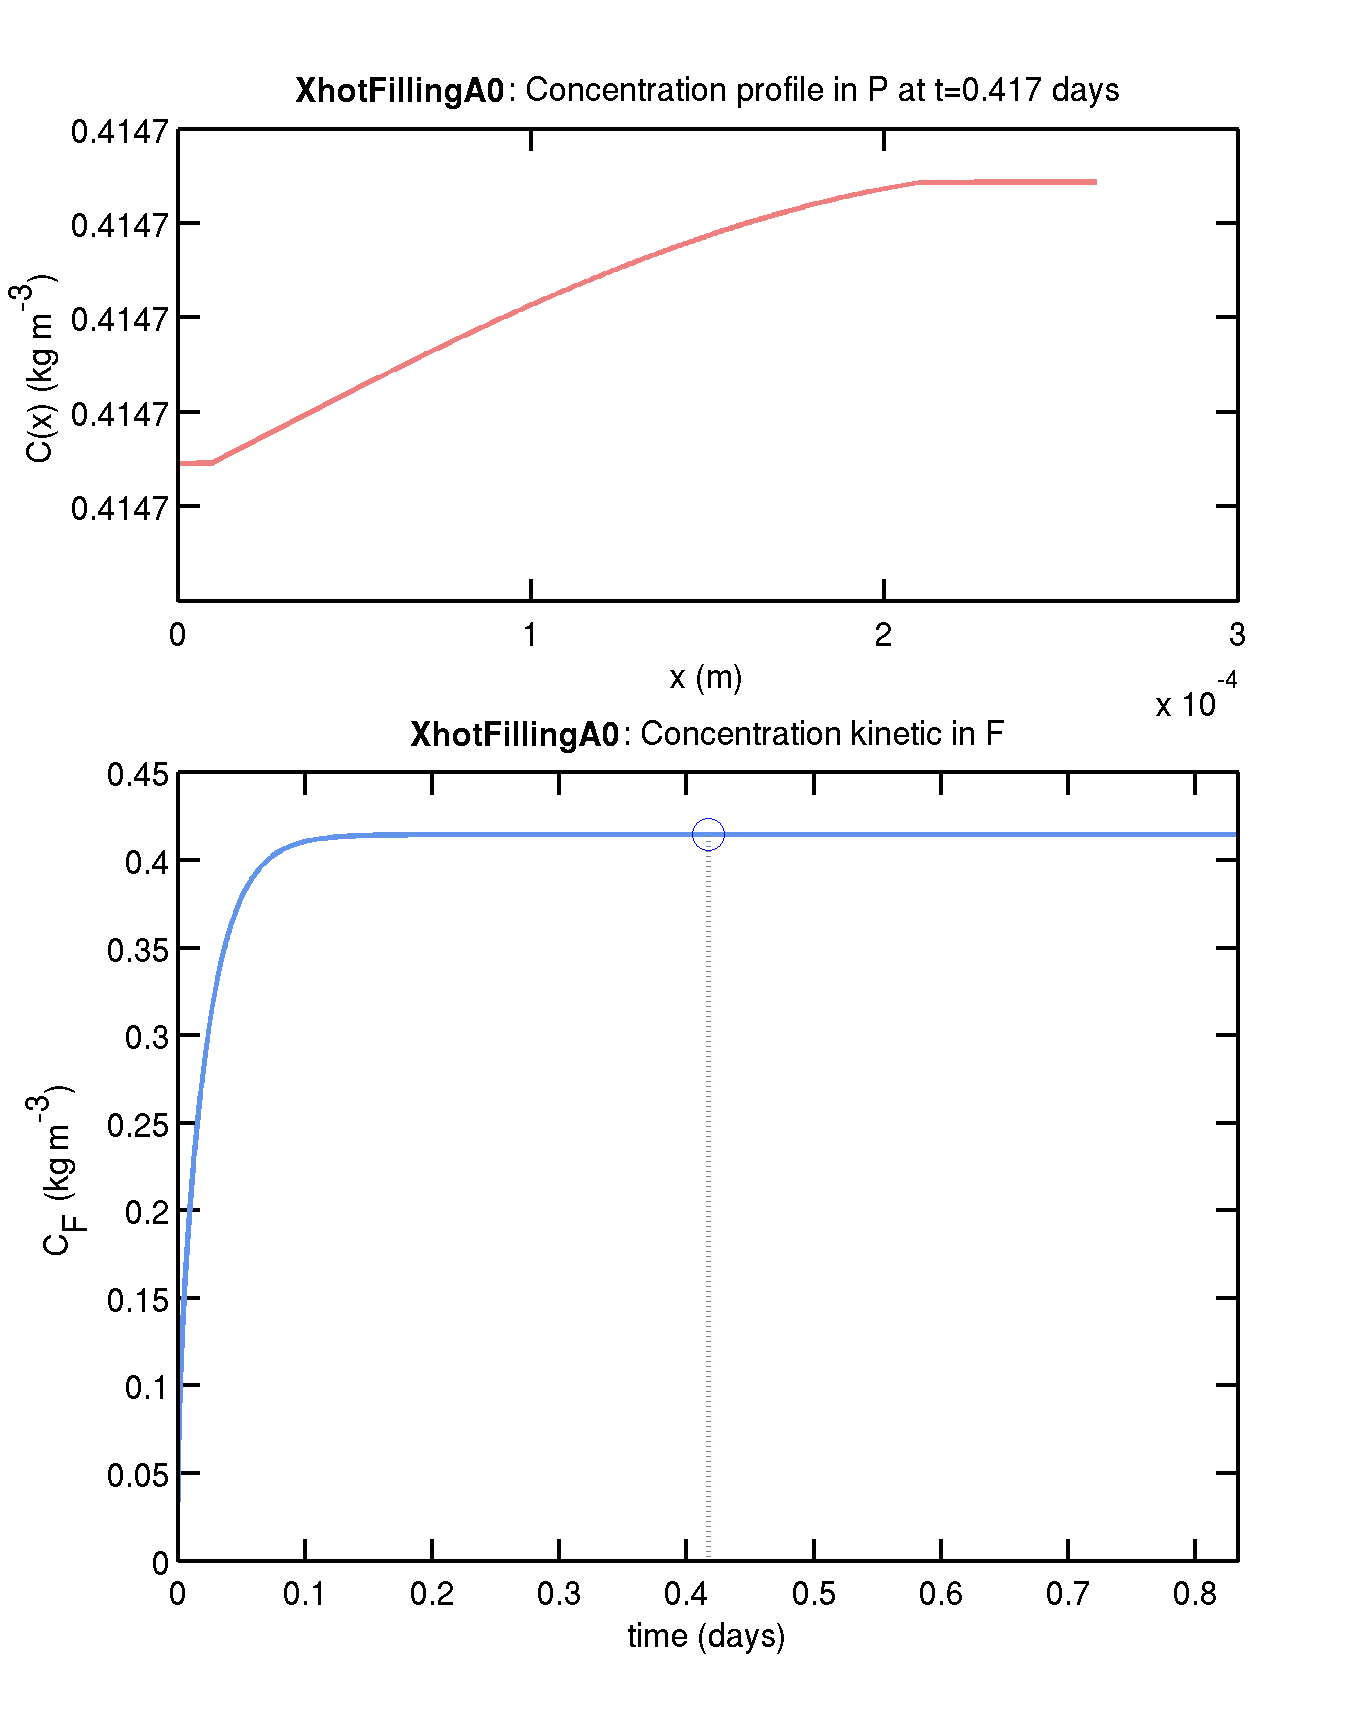 XhotFillingA0: Concentration profile in P at t=0.417 days
0.4147
0.4147
0.4147
0.4147
0.4147
C(x) (kg m-3)
0 1 2 3
x (m)
x 10-4
XhotFillingA0: Concentration kinetic in F
0.45
0.4
0.35
0.3
0.25
0.2
0.15
0.1
0.05
0
CF (kg m-3)
0 0.1 0.2 0.3 0.4 0.5 0.6 0.7 0.8
time (days)